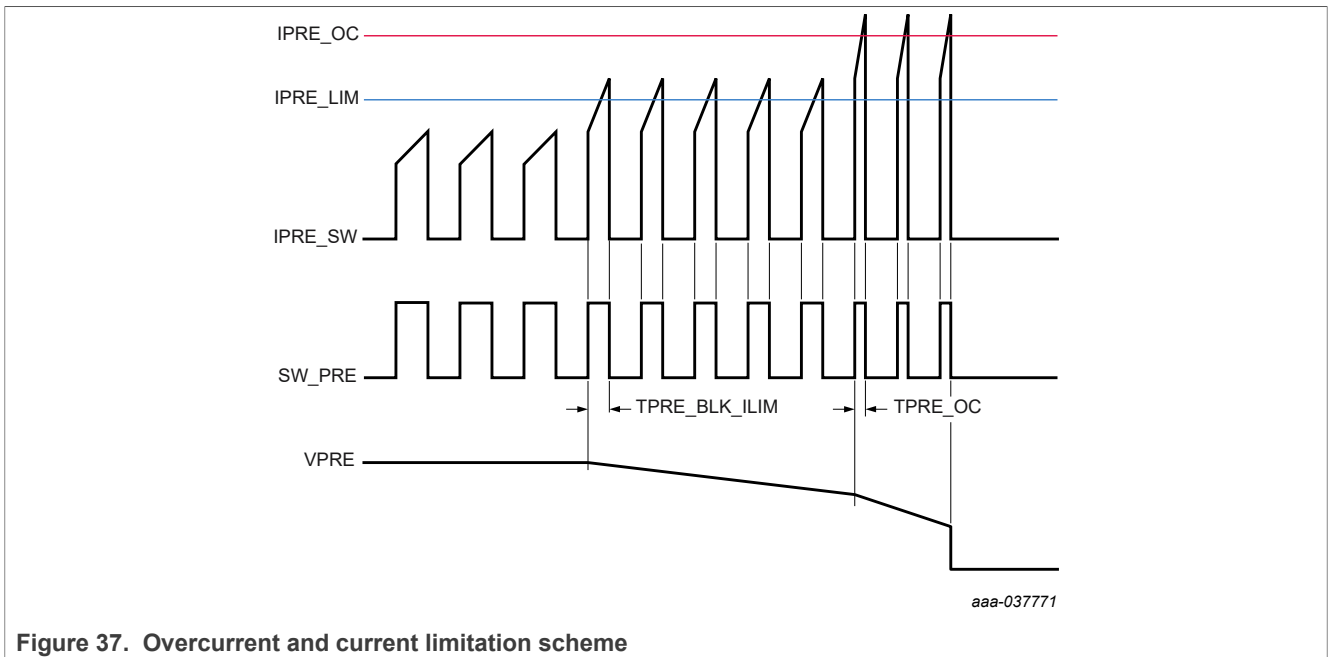 IPRE_OC
IPRE_LIM
IPRE_SW
SW_PRE
TPRE_BLK_ILIM
TPRE_OC
VPRE
aaa-037771
Figure 37. Overcurrent and current limitation scheme